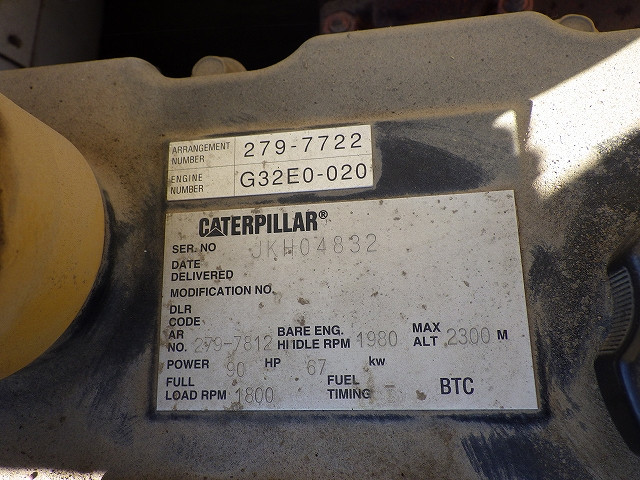 ARRANGEMENT NUMBER 279-7722
ENGINE NUMBER G32E0-020
CATERPILLAR®
SER. NO JKH04832
DATE DELIVERED
MODIFICATION NO.
DLR CODE
AR NO. 279-7812 BARE ENG. HI IDLE RPM 1980 MAX ALT 2300 M
POWER 90 HP 67 kw
FULL LOAD RPM 1800 FUEL TIMING - BTC